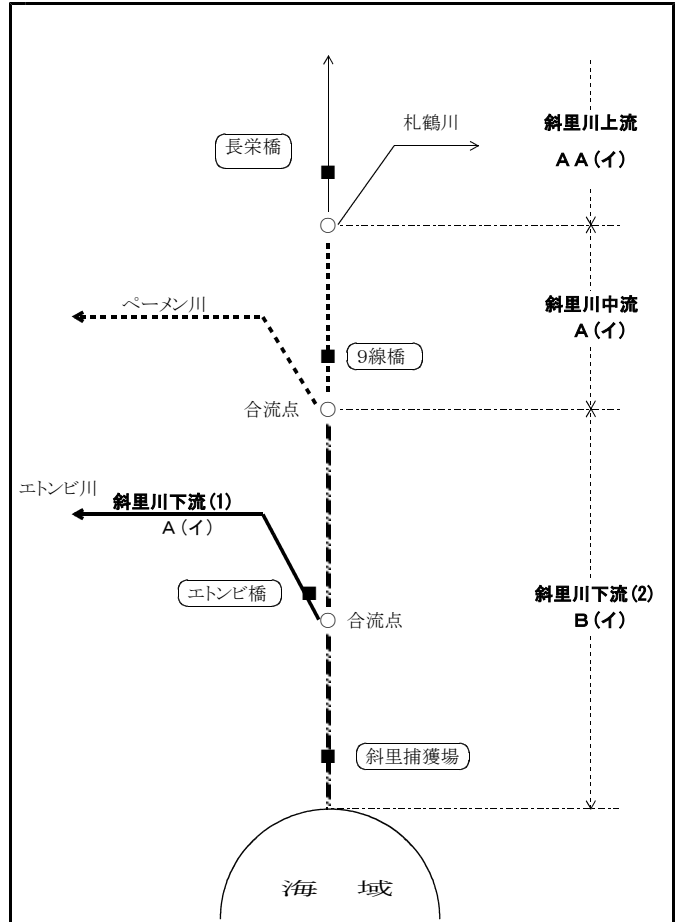 札鶴川
斜里川上流
長栄橋
AA(イ)
ペーメン川
斜里川中流
A(イ)
9線橋
合流点
エトンビ川
斜里川下流(1)
A(イ)
エトンビ橋
斜里川下流(2)
B(イ)
合流点
斜里捕獲場
海域